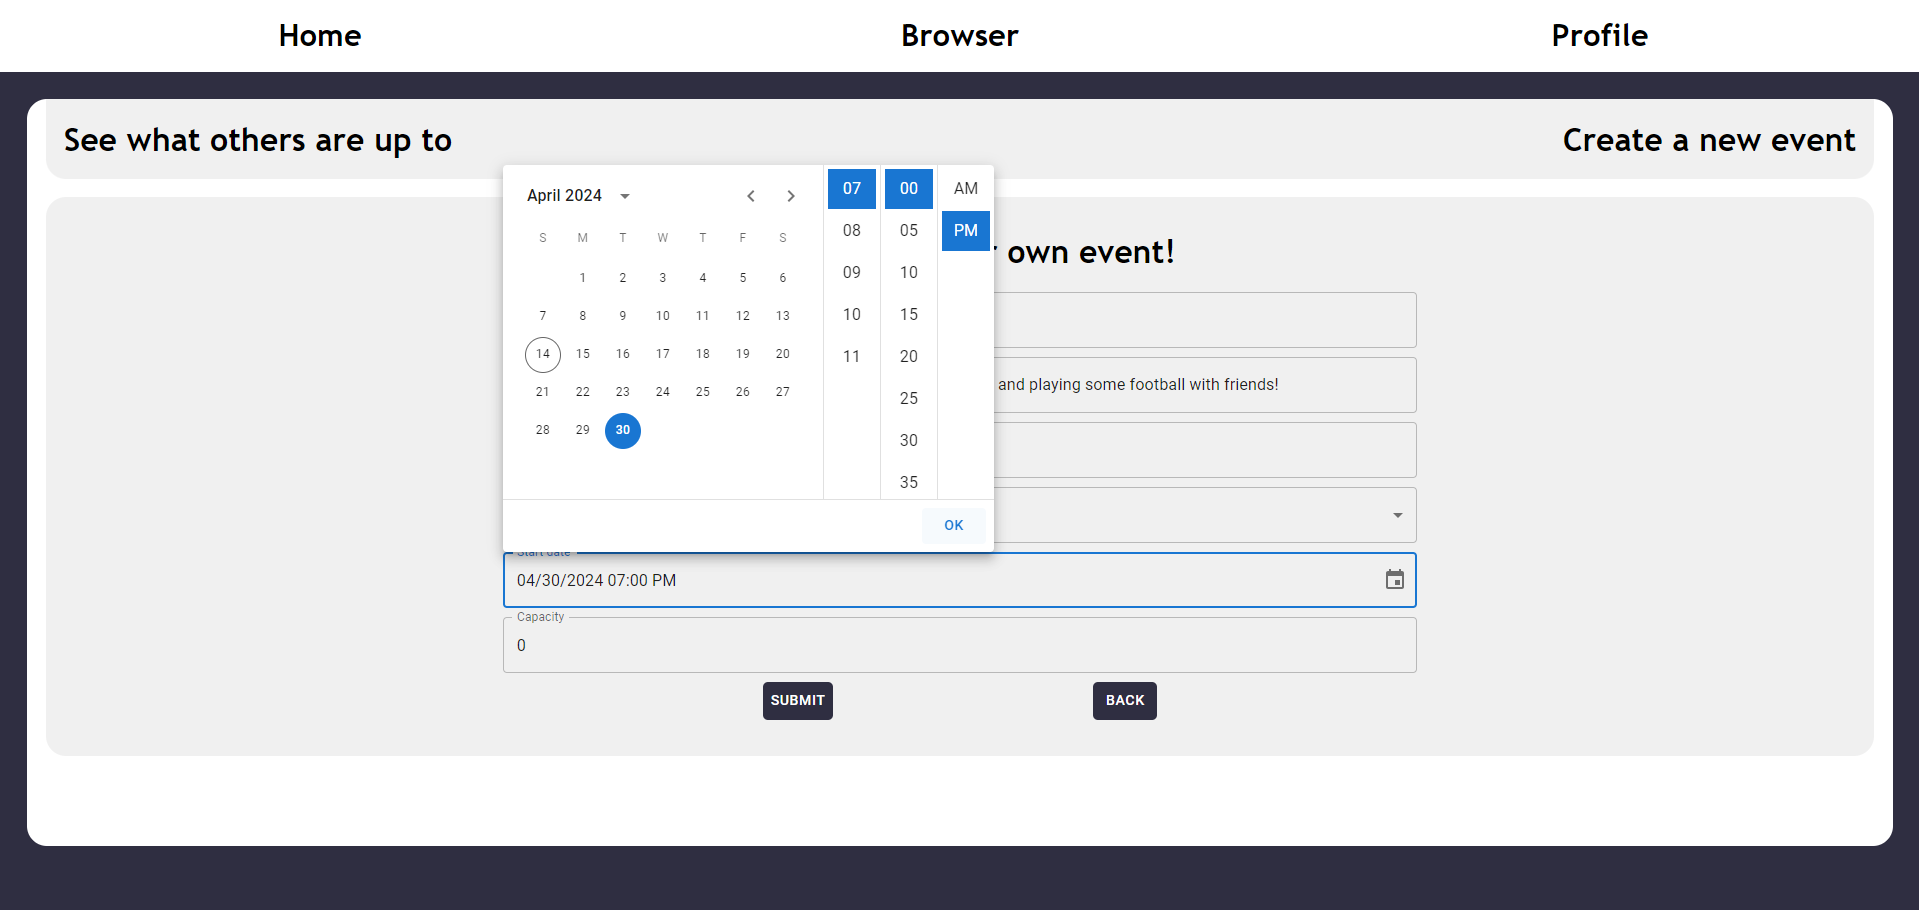 Home Browser Profile
See what others are up to Create a new event
own event!
April 2024
S M T W T F S
1 2 3 4 5 6
7 8 9 10 11 12 13
14 15 16 17 18 19 20
21 22 23 24 25 26 27
28 29 30
07 00 AM
08 05 PM
09 10
10 15
11 20
25
30
35
OK
and playing some football with friends!
Start date
04/30/2024 07:00 PM
Capacity
0
SUBMIT BACK